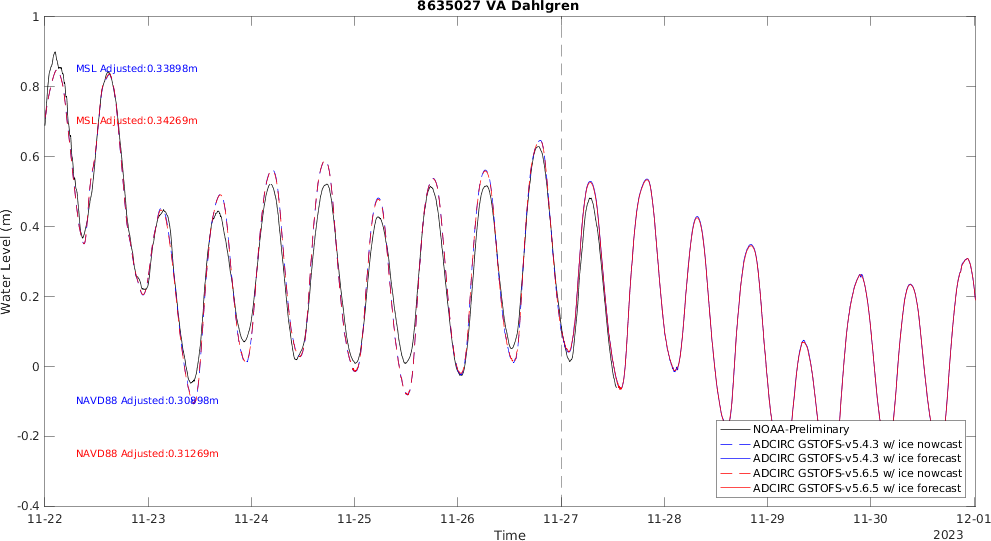 8635027 VA Dahlgren
Water Level (m)
1
0.8
0.6
0.4
0.2
0
-0.2
-0.4
MSL Adjusted:0.33898m
MSL Adjusted:0.34269m
NAVD88 Adjusted:0.30898m
NAVD88 Adjusted:0.31269m
NOAA-Preliminary
ADCIRC GSTOFS-v5.4.3 w/ ice nowcast
ADCIRC GSTOFS-v5.4.3 w/ ice forecast
ADCIRC GSTOFS-v5.6.5 w/ ice nowcast
ADCIRC GSTOFS-v5.6.5 w/ ice forecast
11-22 11-23 11-24 11-25 11-26 11-27 11-28 11-29 11-30 12-01
Time
2023